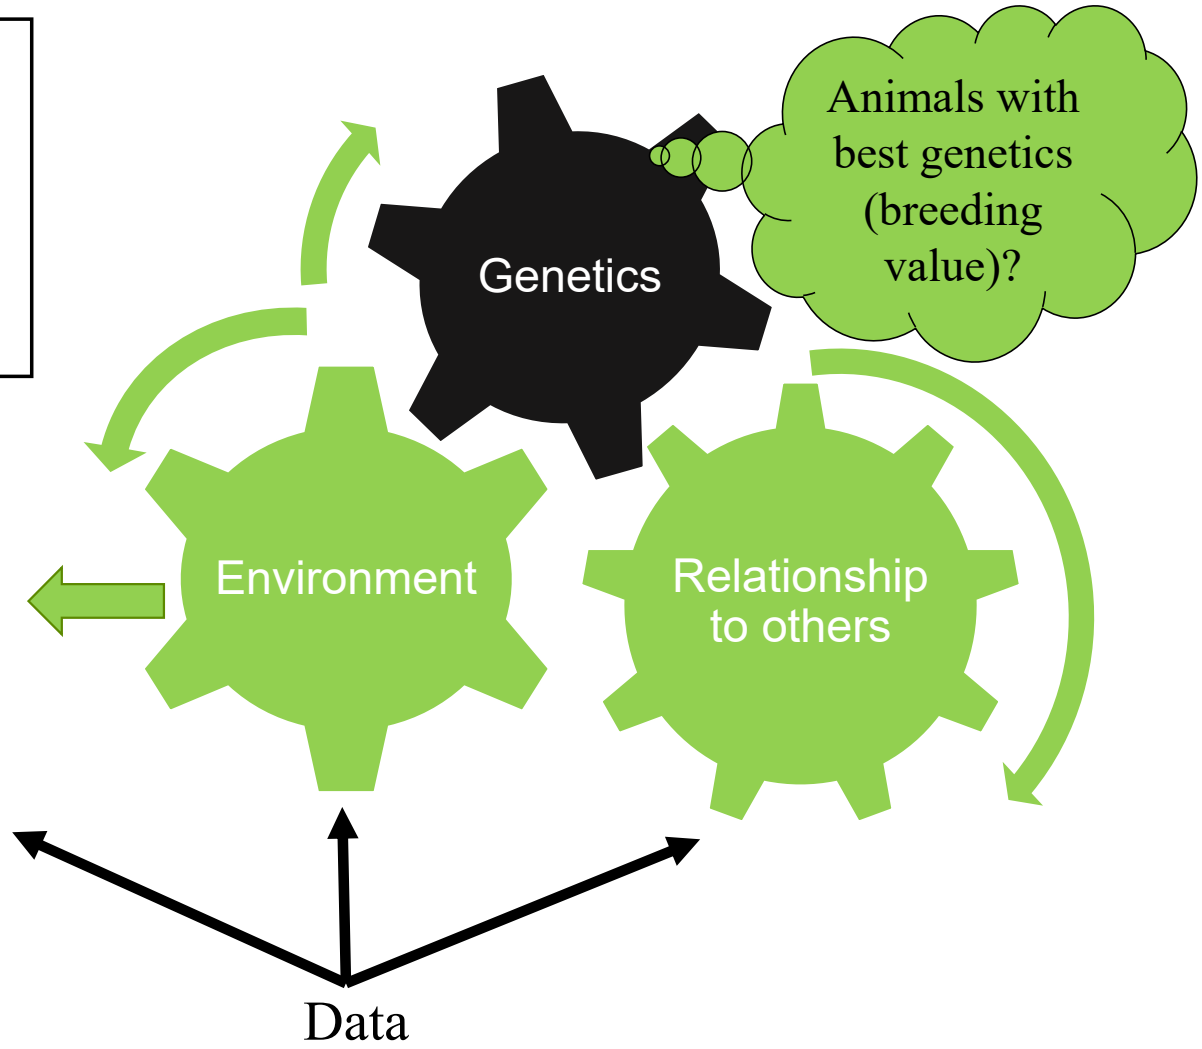 Animals with
best genetics
(breeding
value)?
Genetics
Environment
Relationship
to others
Data